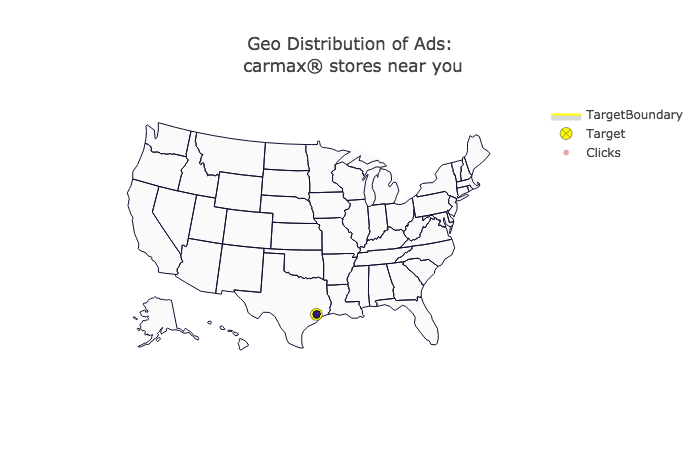 Geo Distribution of Ads:
carmax® stores near you
TargetBoundary
Target
Clicks